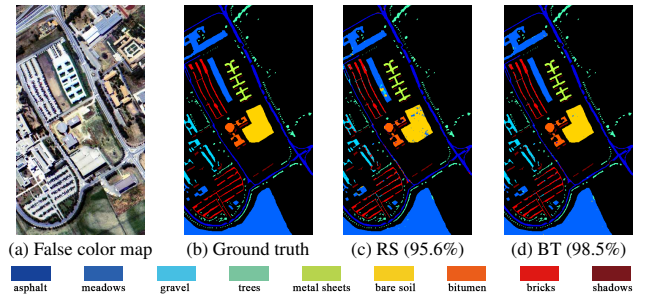 (a) False color map (b) Ground truth (c) RS (95.6%) (d) BT (98.5%)
asphalt meadows gravel trees metal sheets bare soil bitumen bricks shadows